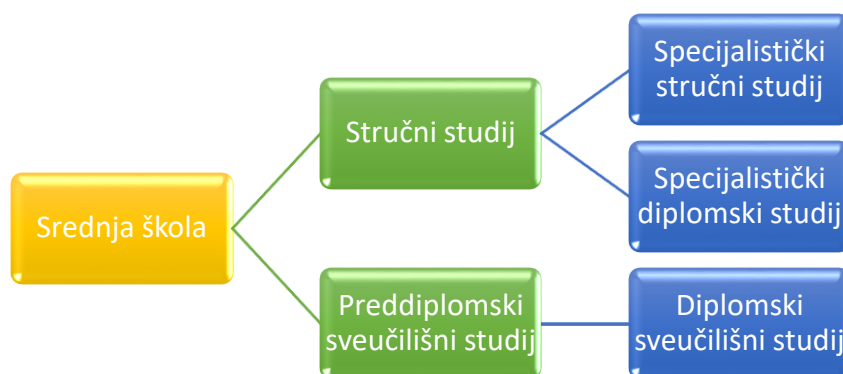 Srednja škola
Stručni studij
Preddiplomski
sveučilišni studij
Specijalistički
stručni studij
Specijalistički
diplomski studij
Diplomski
sveučilišni studij